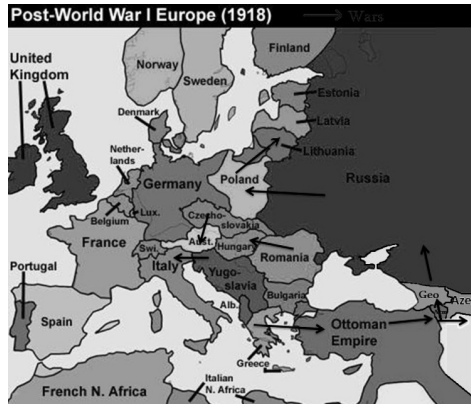 Post-World War I Europe (1918)
Wars
United
Kingdom
Norway
Sweden
Finland
Estonia
Denmark
Latvia
Lithuania
Nether-
lands
Germany
Poland
Russia
Belgium
Lux.
Czecho-
slovakia
France
Swi.
Aust.
Hungary
Romania
Portugal
Italy
Yugo-
slavia
Geo
Aze
Spain
Alb.
Bulgaria
Ottoman
Empire
Greece
French N. Africa
Italian
N. Africa